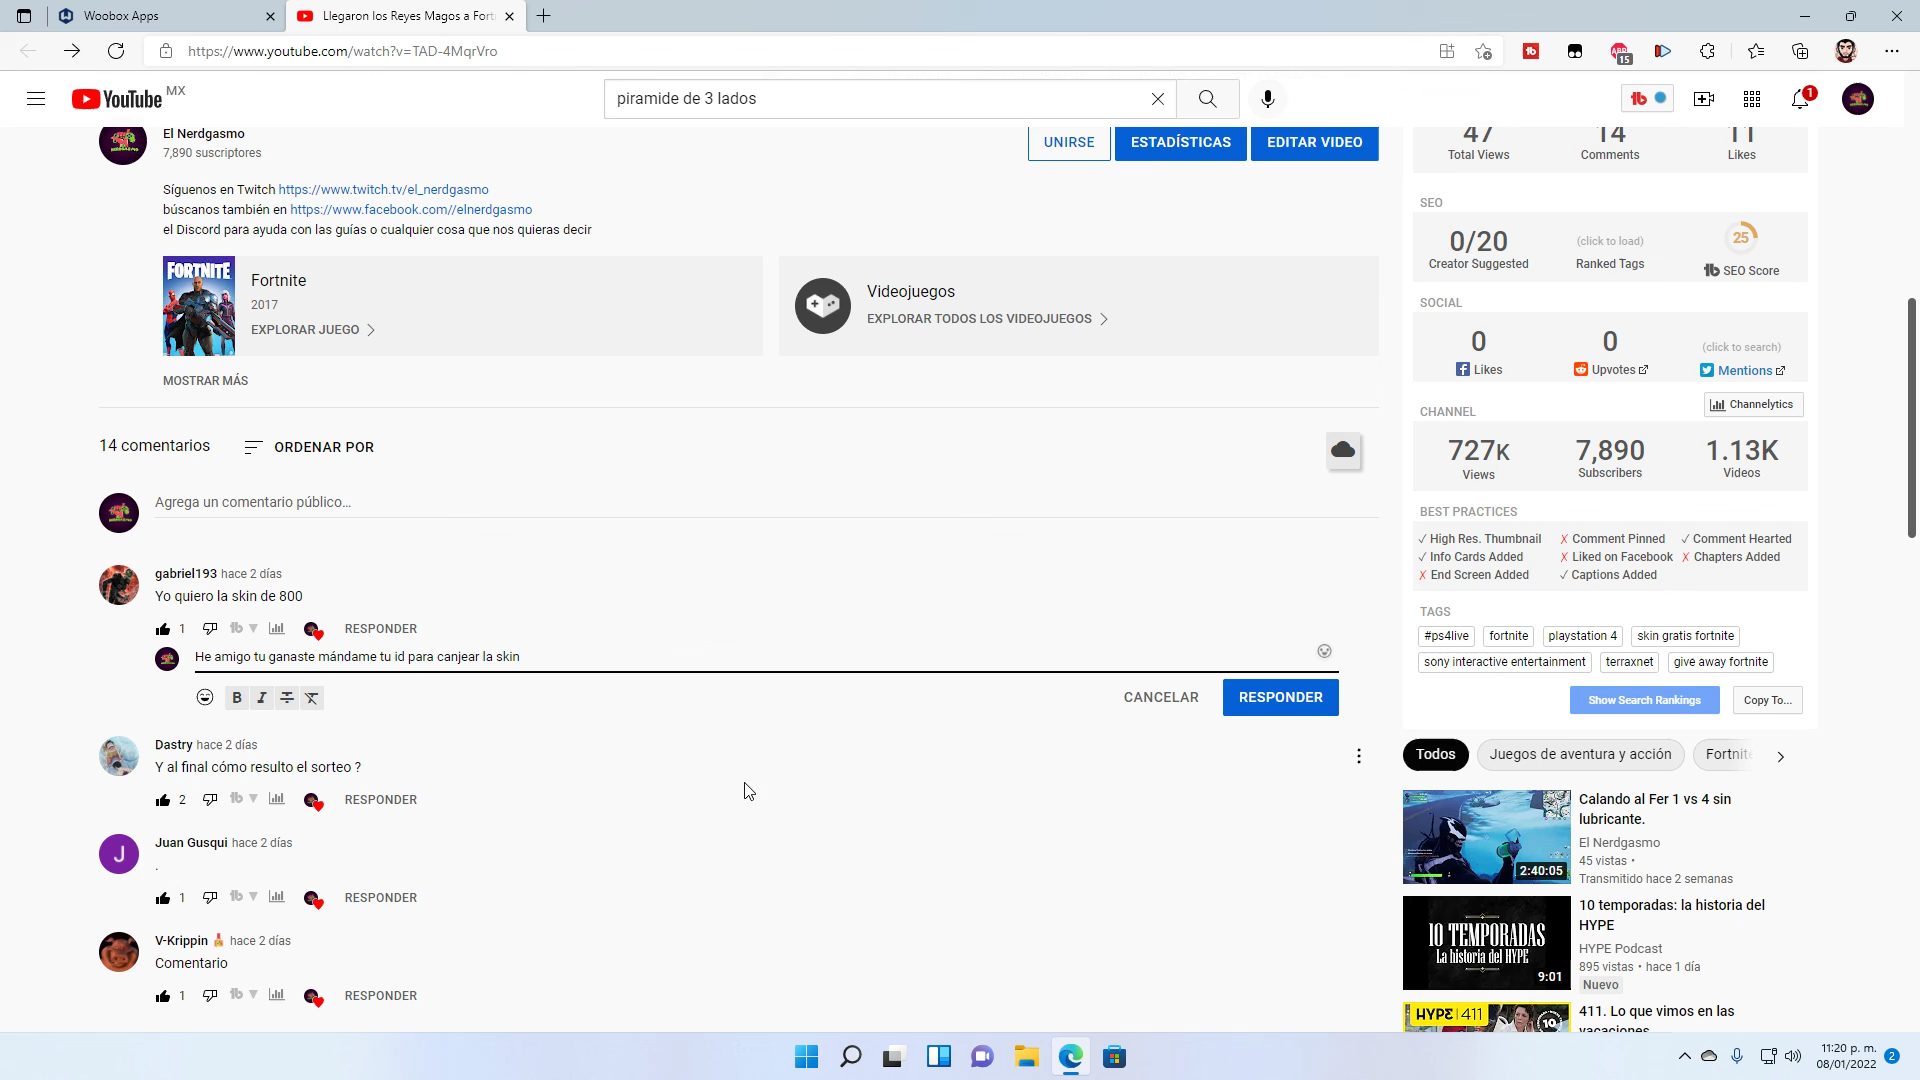 Woobox Apps
Llegaron los Reyes Magos a Fort
https://www.youtube.com/watch?v=TAD-4MqrVro
15
YouTube MX
piramide de 3 lados
1
El Nerdgasmo
7,890 suscriptores
UNIRSE
ESTADÍSTICAS
EDITAR VIDEO
Síguenos en Twitch https://www.twitch.tv/el_nerdgasmo
búscanos también en https://www.facebook.com//elnerdgasmo
el Discord para ayuda con las guías o cualquier cosa que nos quieras decir
FORTNITE
Fortnite
2017
EXPLORAR JUEGO
Videojuegos
EXPLORAR TODOS LOS VIDEOJUEGOS
MOSTRAR MÁS
14 comentarios
ORDENAR POR
Agrega un comentario público...
gabriel193 hace 2 días
Yo quiero la skin de 800
1
RESPONDER
He amigo tu ganaste mándame tu id para canjear la skin
B I
CANCELAR
RESPONDER
Dastry hace 2 días
Y al final cómo resulto el sorteo ?
2
RESPONDER
J
Juan Gusqui hace 2 días
.
1
RESPONDER
V-Krippin hace 2 días
Comentario
1
RESPONDER
47 14 11
Total Views Comments Likes
SEO
0/20 (click to load) 25
Creator Suggested Ranked Tags SEO Score
SOCIAL
0 0 (click to search)
Likes Upvotes Mentions
CHANNEL
Channelytics
727K 7,890 1.13K
Views Subscribers Videos
BEST PRACTICES
✓ High Res. Thumbnail ✗ Comment Pinned ✓ Comment Hearted
✓ Info Cards Added ✗ Liked on Facebook ✗ Chapters Added
✗ End Screen Added ✓ Captions Added
TAGS
#ps4live fortnite playstation 4 skin gratis fortnite
sony interactive entertainment terraxnet give away fortnite
Show Search Rankings
Copy To...
Todos
Juegos de aventura y acción
Fortnite
2:40:05
Calando al Fer 1 vs 4 sin
lubricante.
El Nerdgasmo
45 vistas •
Transmitido hace 2 semanas
10 TEMPORADAS
La historia del HYPE
9:01
10 temporadas: la historia del
HYPE
HYPE Podcast
895 vistas • hace 1 día
Nuevo
HYPE 411
10
411. Lo que vimos en las
vacaciones
11:20 p. m.
08/01/2022
2